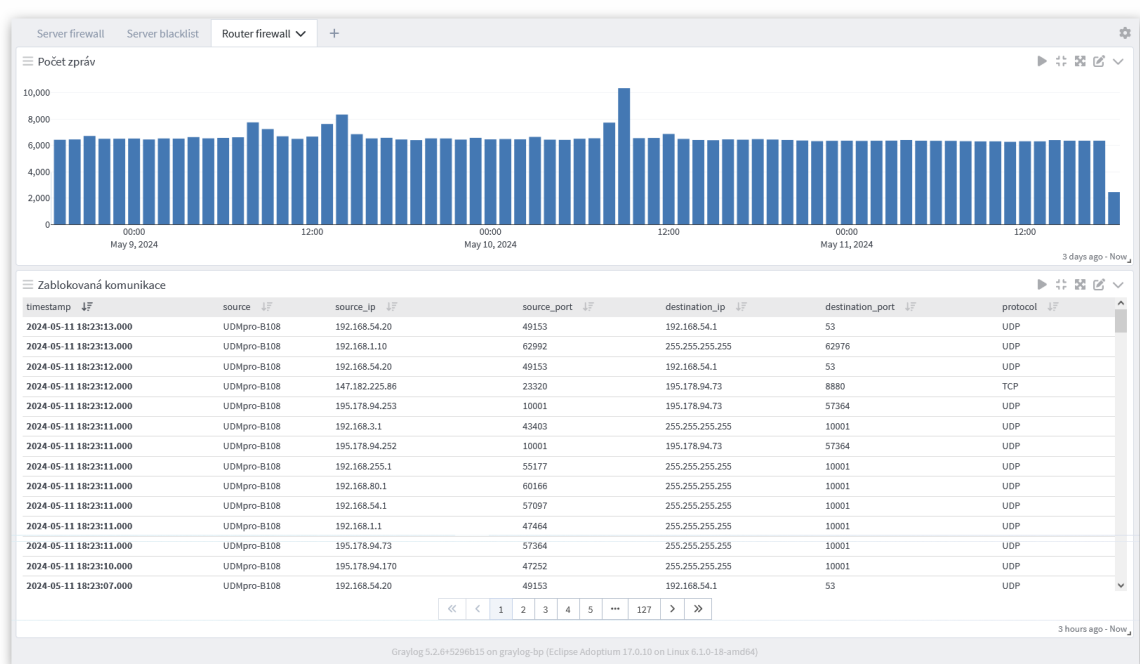 Server firewall Server blacklist Router firewall +
Počet zpráv
10,000
8,000
6,000
4,000
2,000
0
00:00 12:00 00:00 12:00 00:00 12:00
May 9, 2024 May 10, 2024 May 11, 2024
3 days ago - Now
Zablokovaná komunikace
timestamp source source_ip source_port destination_ip destination_port protocol
2024-05-11 18:23:13.000 UDMpro-B108 192.168.54.20 49153 192.168.54.1 53 UDP
2024-05-11 18:23:13.000 UDMpro-B108 192.168.1.10 62992 255.255.255.255 62976 UDP
2024-05-11 18:23:12.000 UDMpro-B108 192.168.54.20 49153 192.168.54.1 53 UDP
2024-05-11 18:23:12.000 UDMpro-B108 147.182.225.86 23320 195.178.94.73 8880 TCP
2024-05-11 18:23:12.000 UDMpro-B108 195.178.94.253 10001 195.178.94.73 57364 UDP
2024-05-11 18:23:11.000 UDMpro-B108 192.168.3.1 43403 255.255.255.255 10001 UDP
2024-05-11 18:23:11.000 UDMpro-B108 195.178.94.252 10001 195.178.94.73 57364 UDP
2024-05-11 18:23:11.000 UDMpro-B108 192.168.255.1 55177 255.255.255.255 10001 UDP
2024-05-11 18:23:11.000 UDMpro-B108 192.168.80.1 60166 255.255.255.255 10001 UDP
2024-05-11 18:23:11.000 UDMpro-B108 192.168.54.1 57097 255.255.255.255 10001 UDP
2024-05-11 18:23:11.000 UDMpro-B108 192.168.1.1 47464 255.255.255.255 10001 UDP
2024-05-11 18:23:11.000 UDMpro-B108 195.178.94.73 57364 255.255.255.255 10001 UDP
2024-05-11 18:23:10.000 UDMpro-B108 195.178.94.170 47252 255.255.255.255 10001 UDP
2024-05-11 18:23:07.000 UDMpro-B108 192.168.54.20 49153 192.168.54.1 53 UDP
« < 1 2 3 4 5 ••• 127 > »
3 hours ago - Now
Graylog 5.2.6+5296b15 on graylog-bp (Eclipse Adoptium 17.0.10 on Linux 6.1.0-18-amd64)